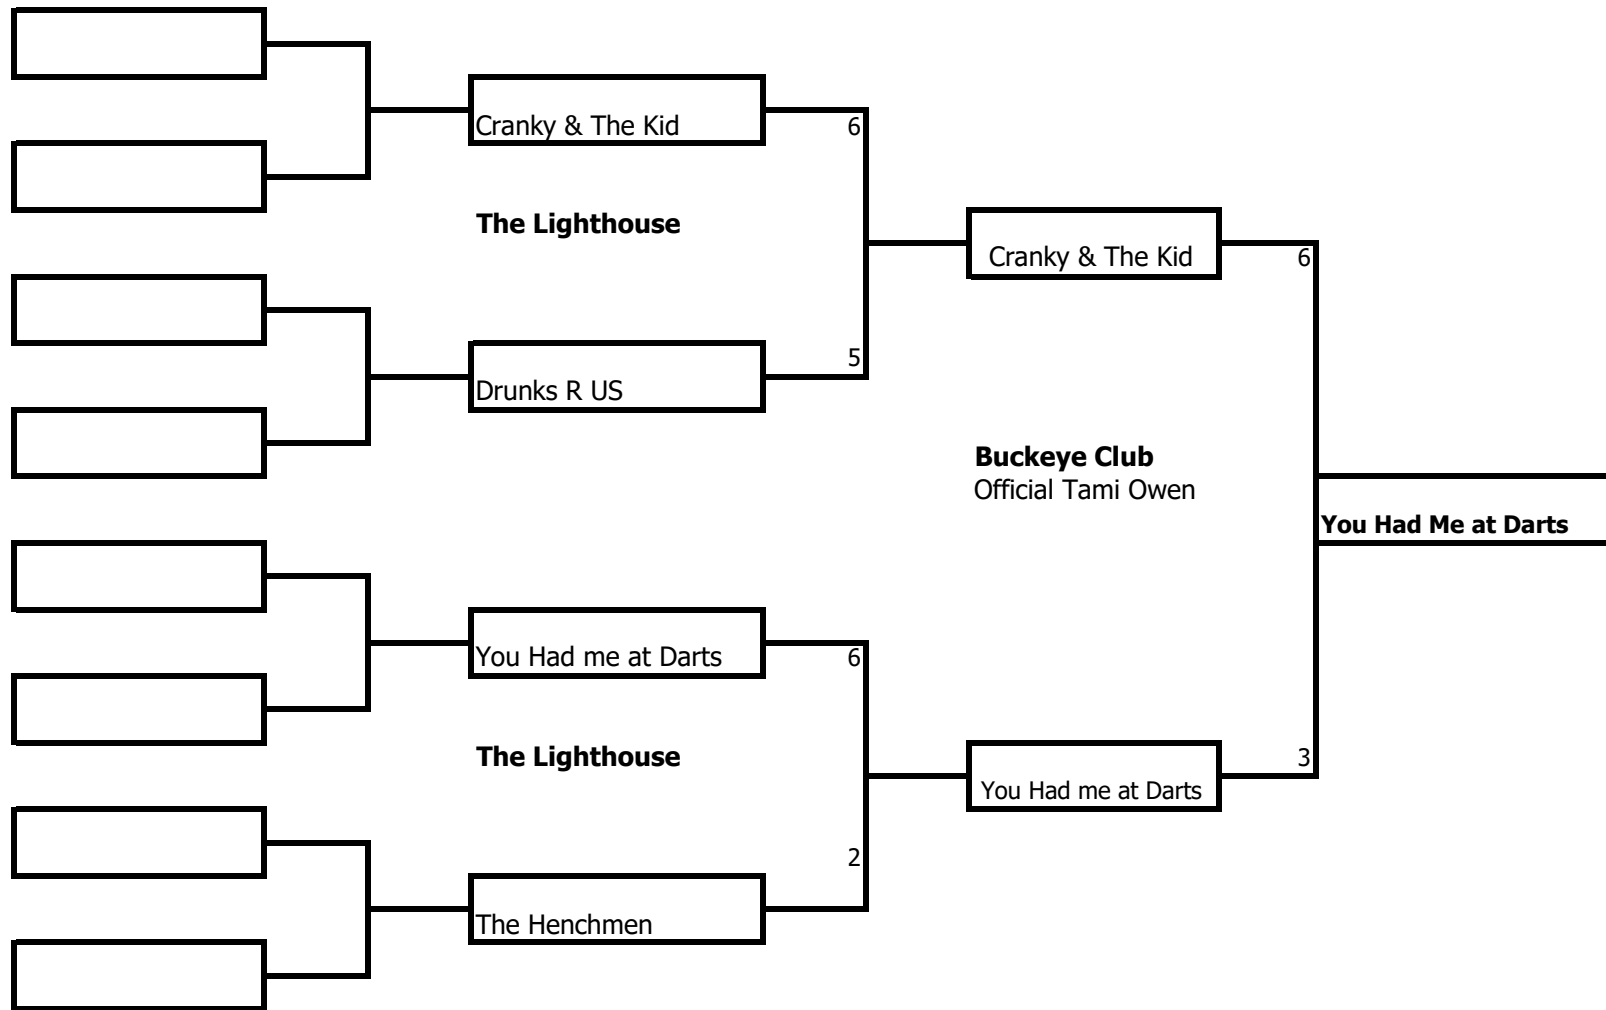 Cranky & The Kid
6
The Lighthouse
Cranky & The Kid
6
5
Drunks R US
Buckeye Club
Official Tami Owen
You Had Me at Darts
You Had me at Darts
6
The Lighthouse
3
You Had me at Darts
2
The Henchmen